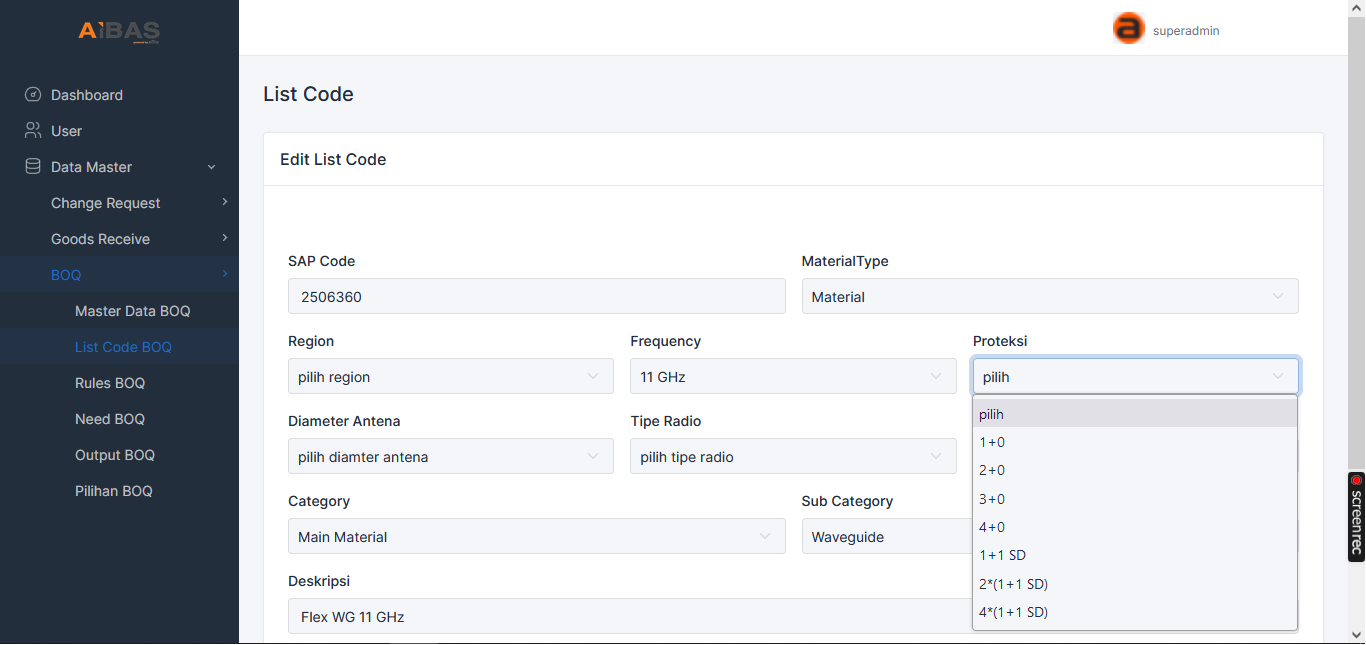 AIBAS
superadmin
Dashboard
User
Data Master
Change Request
Goods Receive
BOQ
Master Data BOQ
List Code BOQ
Rules BOQ
Need BOQ
Output BOQ
Pilihan BOQ
List Code
Edit List Code
SAP Code
MaterialType
2506360
Material
Region
Frequency
Proteksi
pilih region
11 GHz
pilih
pilih
1+0
2+0
3+0
4+0
1+1 SD
2*(1+1 SD)
4*(1+1 SD)
Diameter Antena
Tipe Radio
pilih diamter antena
pilih tipe radio
Category
Sub Category
Main Material
Waveguide
Deskripsi
Flex WG 11 GHz
screenrec